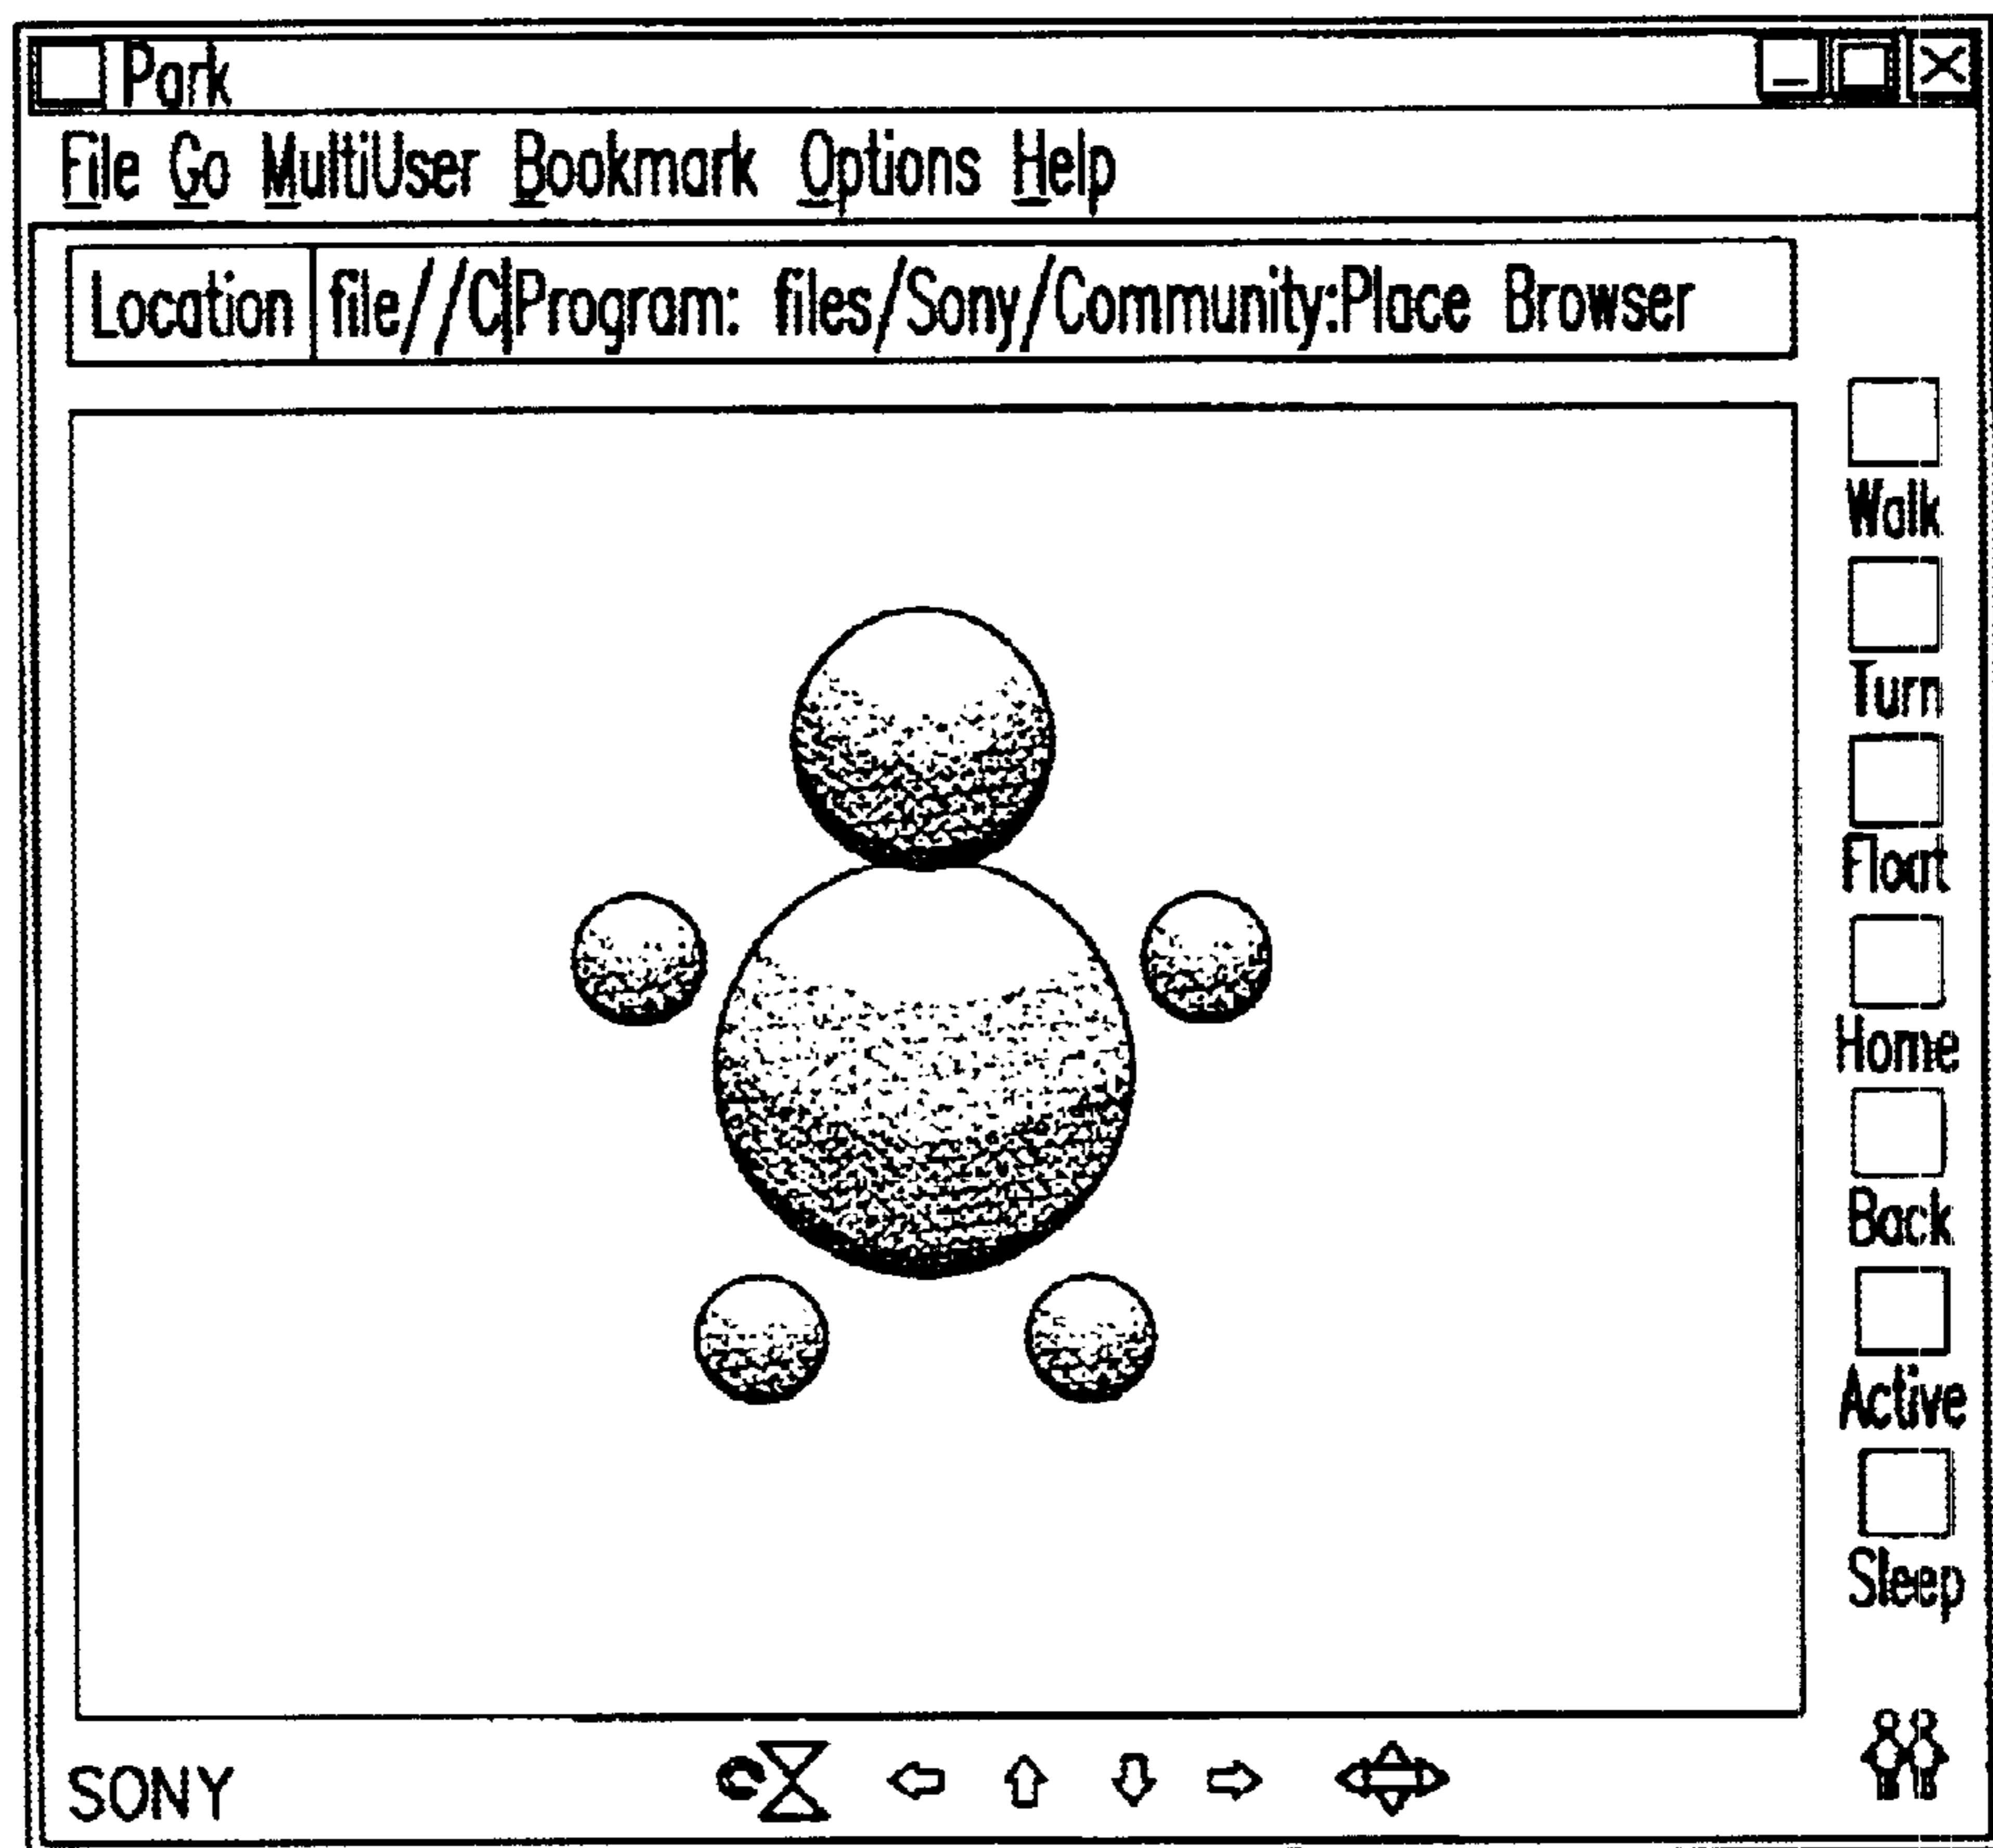 Park
File Go MultiUser Bookmark Options Help
Location file//C|Program: files/Sony/Community:Place Browser
Walk
Turn
Float
Home
Back
Active
Sleep
SONY